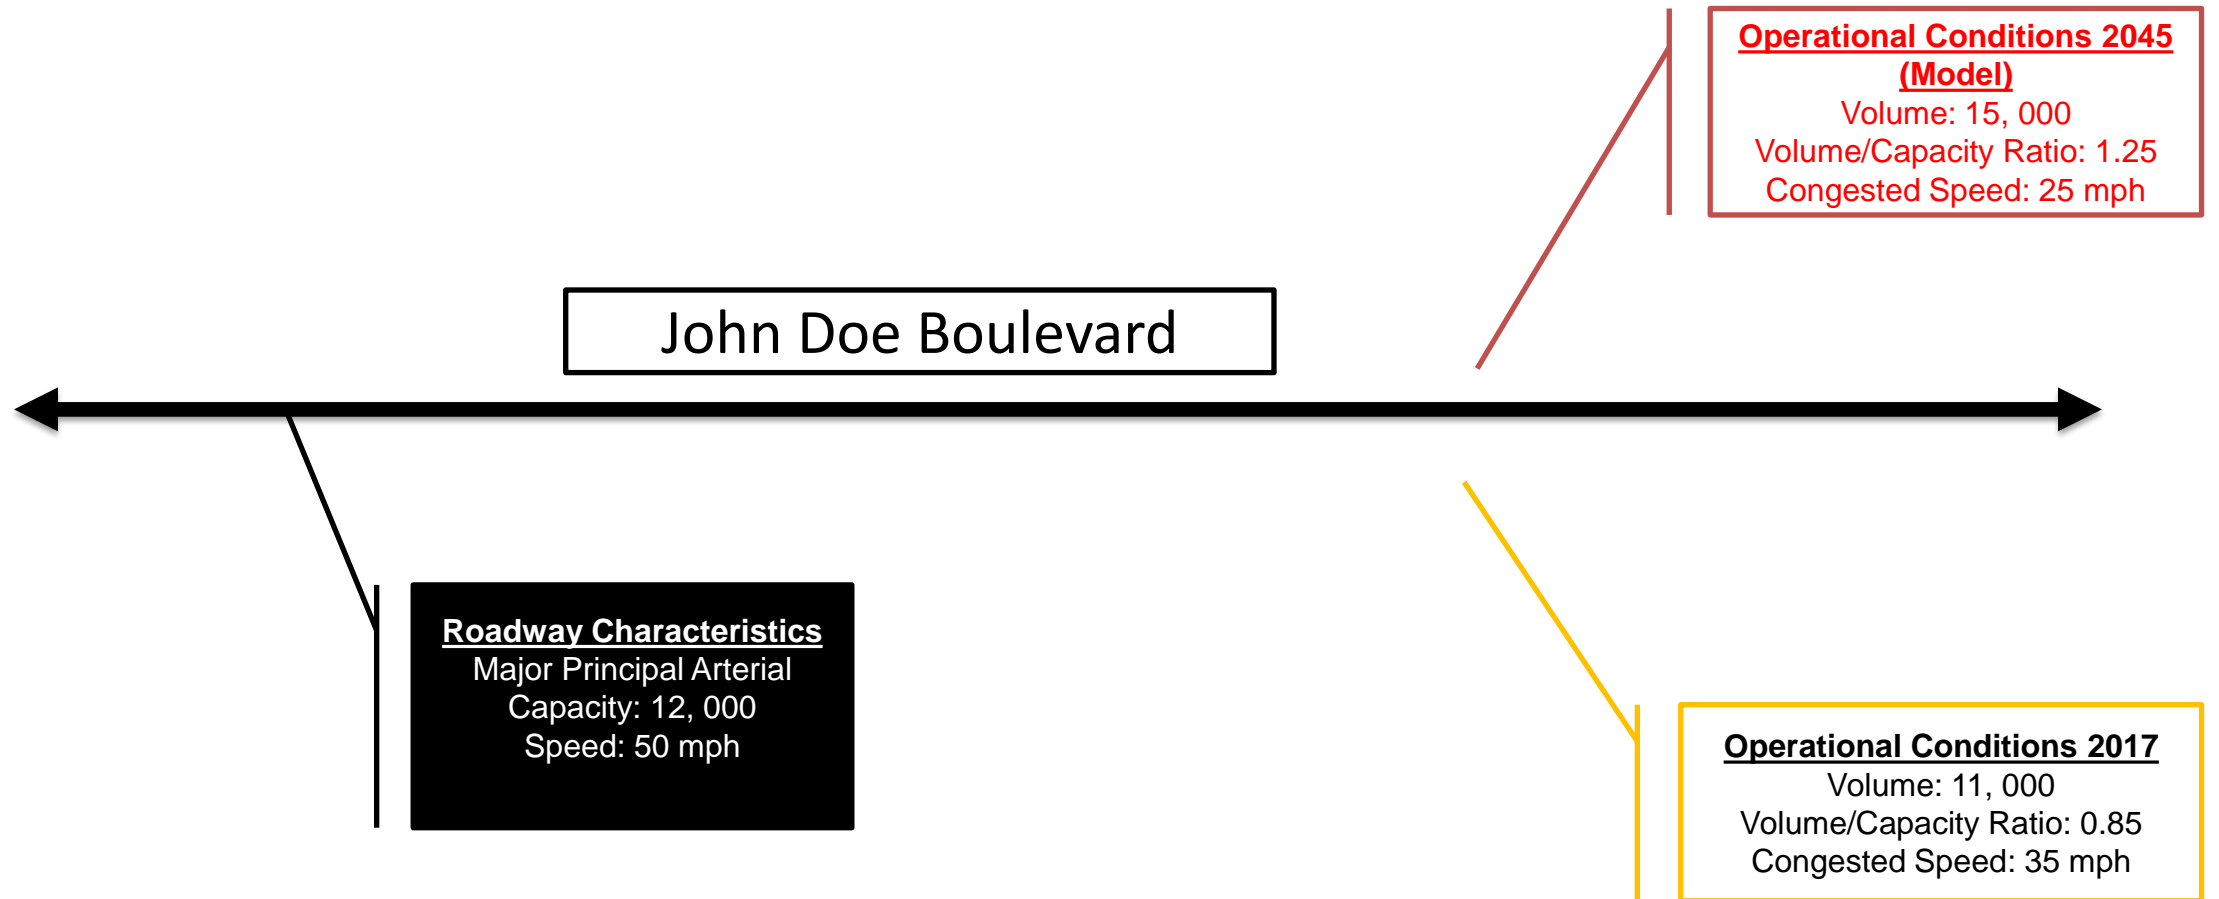 Operational Conditions 2045
(Model)
Volume: 15, 000
Volume/Capacity Ratio: 1.25
Congested Speed: 25 mph
John Doe Boulevard
Roadway Characteristics
Major Principal Arterial
Capacity: 12, 000
Speed: 50 mph
Operational Conditions 2017
Volume: 11, 000
Volume/Capacity Ratio: 0.85
Congested Speed: 35 mph